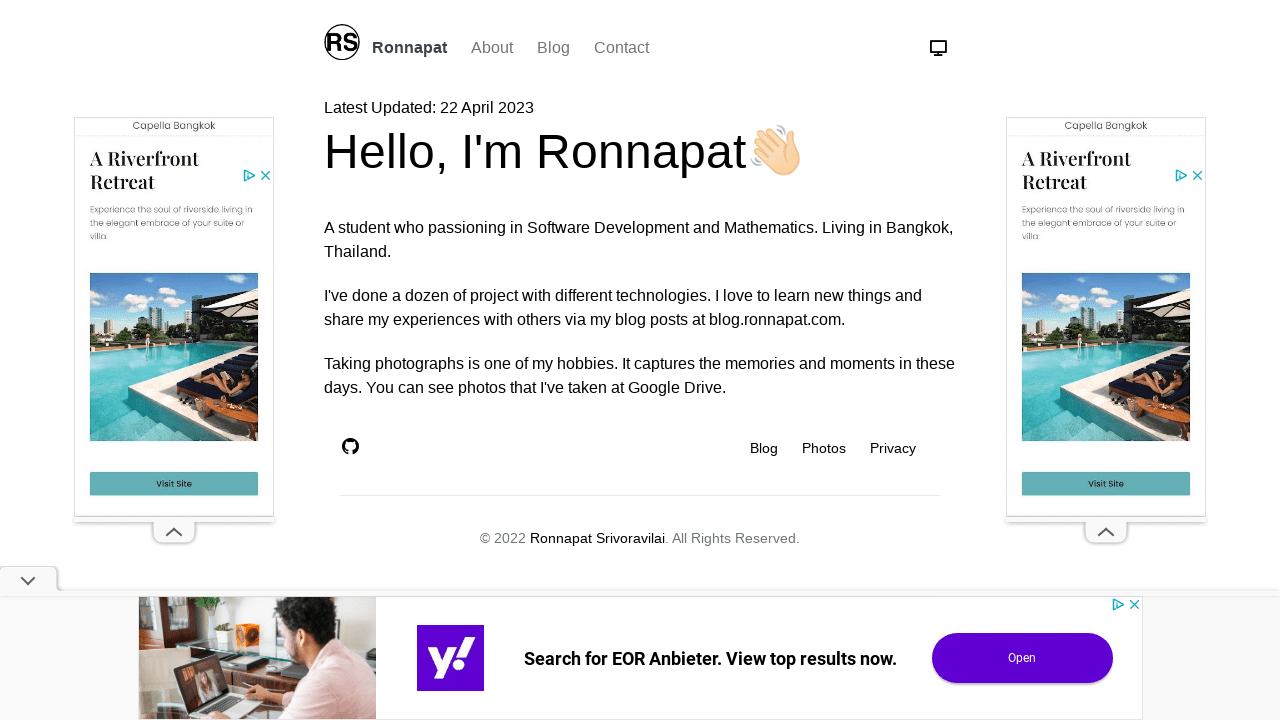 RS Ronnapat About Blog Contact
Latest Updated: 22 April 2023
Hello, I'm Ronnapat👋🏻
A student who passioning in Software Development and Mathematics. Living in Bangkok,
Thailand.
I've done a dozen of project with different technologies. I love to learn new things and
share my experiences with others via my blog posts at blog.ronnapat.com.
Taking photographs is one of my hobbies. It captures the memories and moments in these
days. You can see photos that I've taken at Google Drive.
Blog Photos Privacy
© 2022 Ronnapat Srivoravilai. All Rights Reserved.
Capella Bangkok
A Riverfront
Retreat
Experience the soul of riverside living in
the elegant embrace of your suite or
villa.
Visit Site
Capella Bangkok
A Riverfront
Retreat
Experience the soul of riverside living in
the elegant embrace of your suite or
villa.
Visit Site
y!
Search for EOR Anbieter. View top results now.
Open